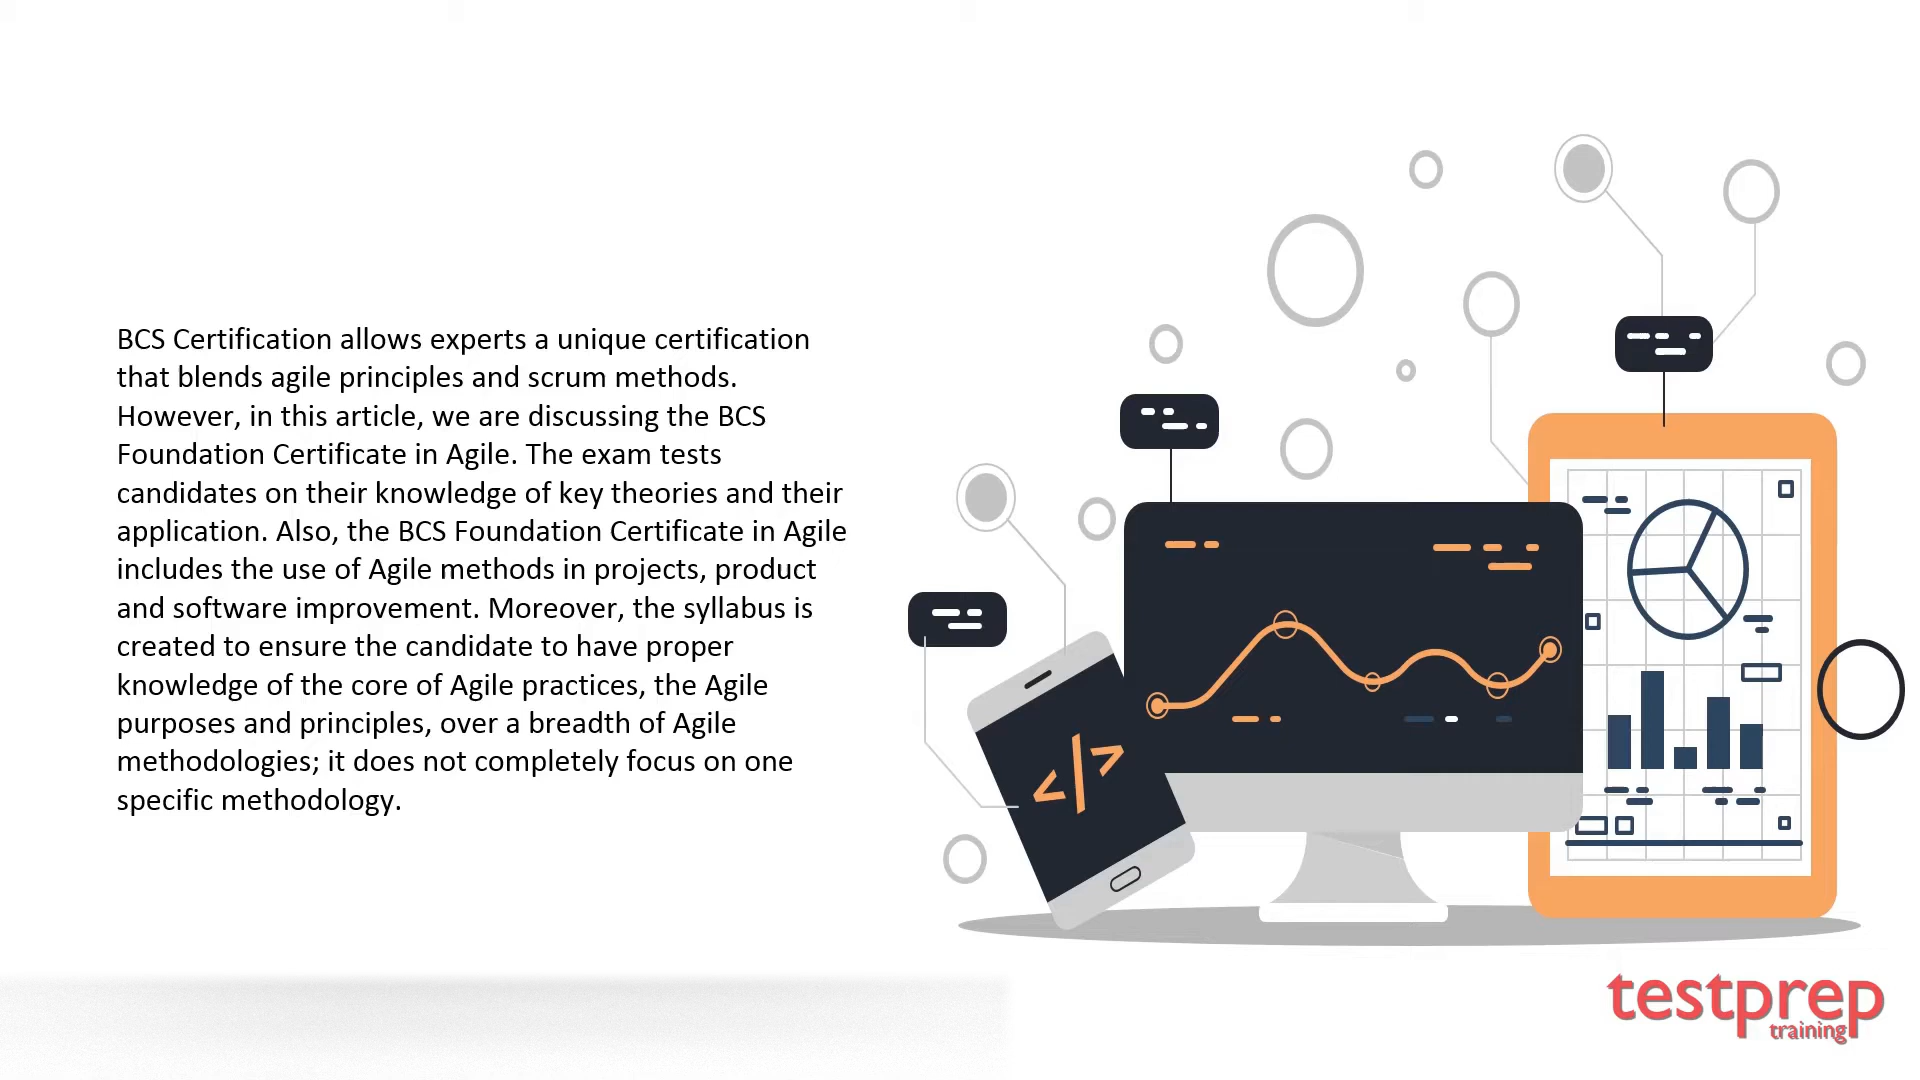 BCS Certification allows experts a unique certification
that blends agile principles and scrum methods.
However, in this article, we are discussing the BCS
Foundation Certificate in Agile. The exam tests
candidates on their knowledge of key theories and their
application. Also, the BCS Foundation Certificate in Agile
includes the use of Agile methods in projects, product
and software improvement. Moreover, the syllabus is
created to ensure the candidate to have proper
knowledge of the core of Agile practices, the Agile
purposes and principles, over a breadth of Agile
methodologies; it does not completely focus on one
specific methodology.
</>
testprep
training